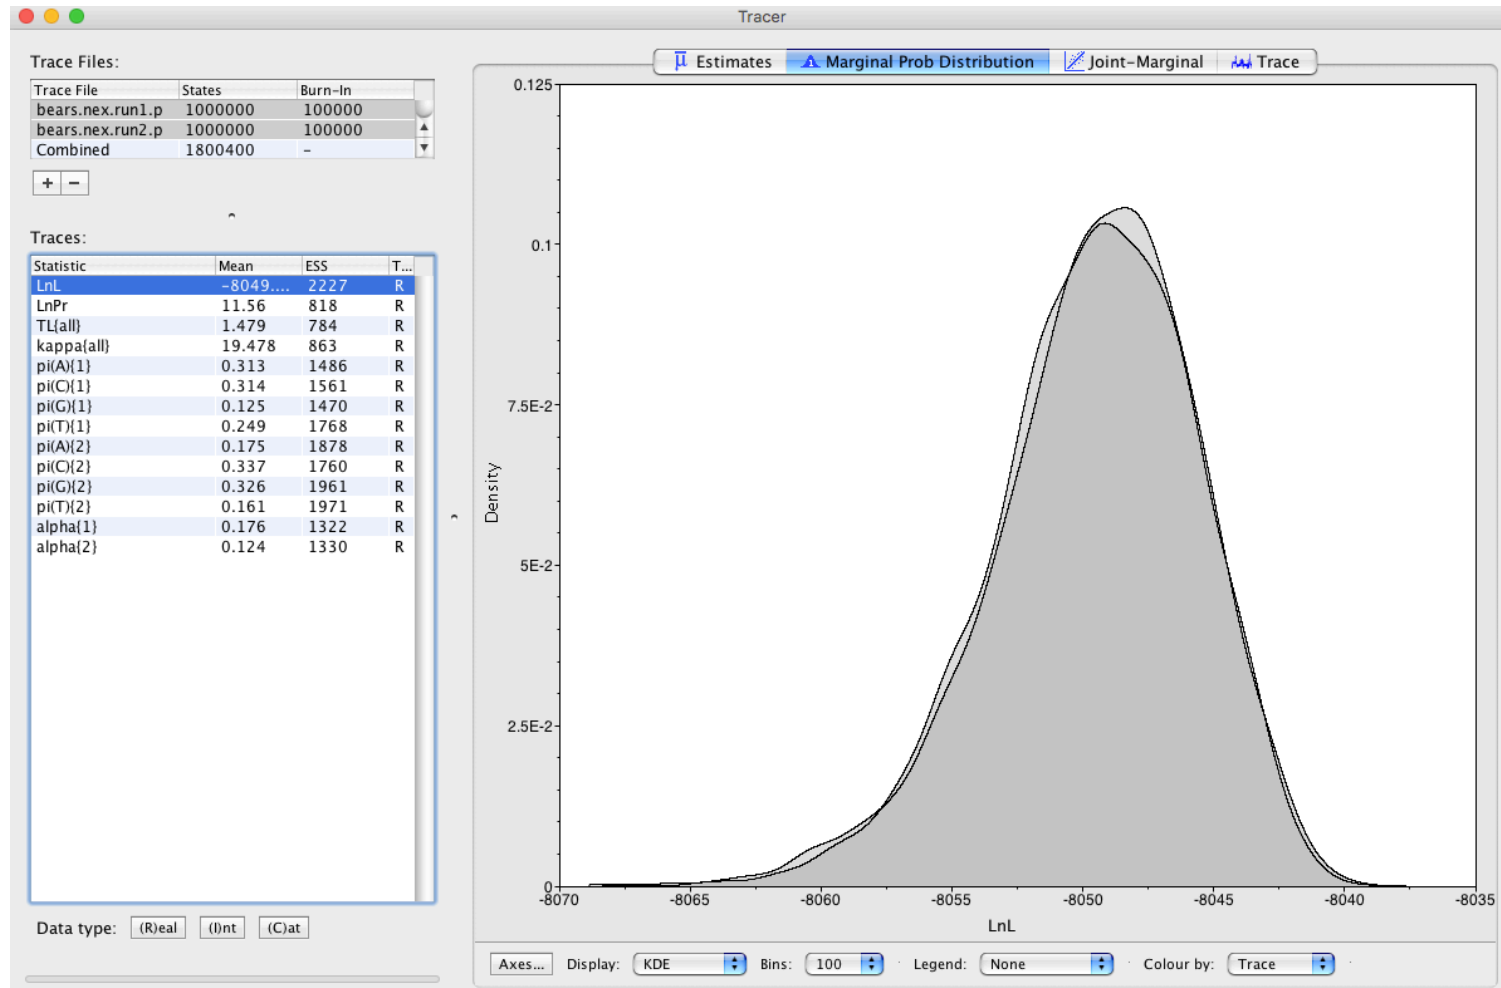 Tracer
Trace Files:
Trace File States Burn-In
bears.nex.run1.p 1000000 100000
bears.nex.run2.p 1000000 100000
Combined 1800400 -
+ -
Traces:
Statistic Mean ESS T...
LnL -8049.... 2227 R
LnPr 11.56 818 R
TL{all} 1.479 784 R
kappa{all} 19.478 863 R
pi(A){1} 0.313 1486 R
pi(C){1} 0.314 1561 R
pi(G){1} 0.125 1470 R
pi(T){1} 0.249 1768 R
pi(A){2} 0.175 1878 R
pi(C){2} 0.337 1760 R
pi(G){2} 0.326 1961 R
pi(T){2} 0.161 1971 R
alpha{1} 0.176 1322 R
alpha{2} 0.124 1330 R
Data type: (R)eal (I)nt (C)at
μ Estimates Marginal Prob Distribution Joint-Marginal Trace
0.125
0.1
7.5E-2
5E-2
2.5E-2
0
Density
-8070 -8065 -8060 -8055 -8050 -8045 -8040 -8035
LnL
Axes... Display: KDE Bins: 100 Legend: None Colour by: Trace